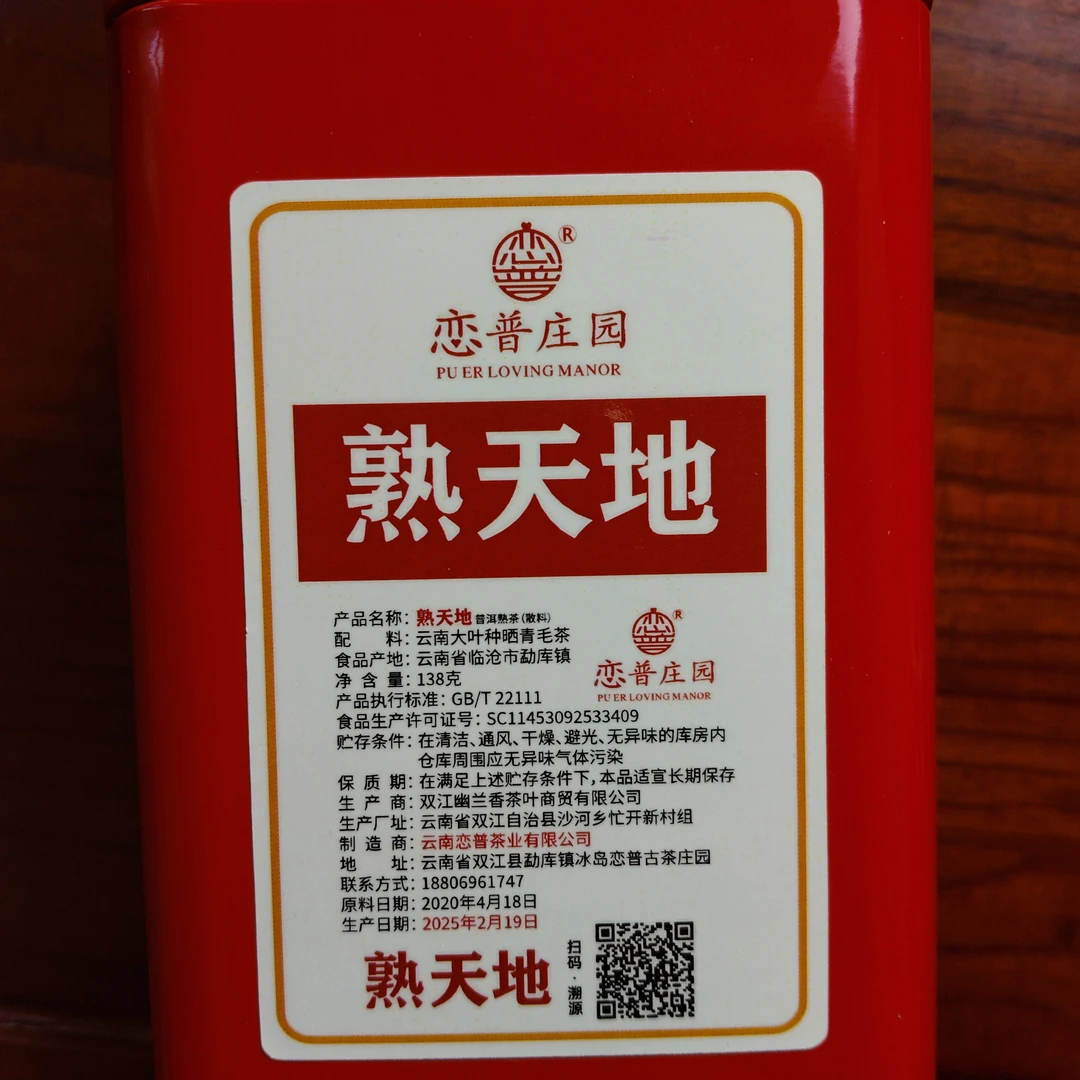 恋普
®
恋普庄园
PU ER LOVING MANOR
熟天地
产品名称：熟天地 普洱熟茶（散料）
配 料：云南大叶种晒青毛茶
食品产地：云南省临沧市勐库镇
净 含 量：138克
产品执行标准：GB/T 22111
食品生产许可证号：SC11453092533409
贮存条件：在清洁、通风、干燥、避光、无异味的库房内
仓库周围应无异味气体污染
保 质 期：在满足上述贮存条件下，本品适宜长期保存
生 产 商：双江幽兰香茶叶商贸有限公司
生产厂址：云南省双江自治县沙河乡忙开新村组
制 造 商：云南恋普茶业有限公司
地 址：云南省双江县勐库镇冰岛恋普古茶庄园
联系方式：18806961747
原料日期：2020年4月18日
生产日期：2025年2月19日
恋普
®
恋普庄园
PU ER LOVING MANOR
熟天地
扫码·溯源